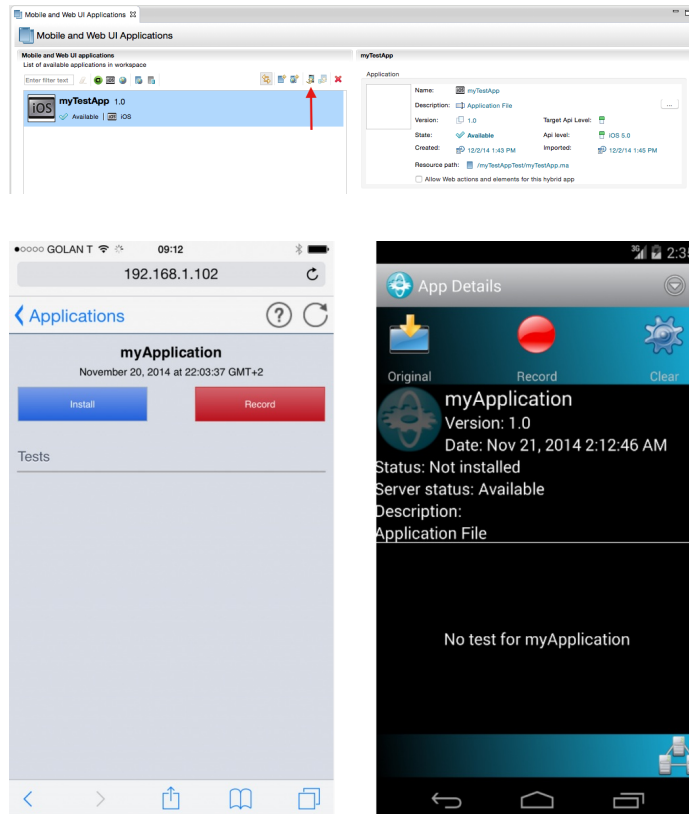 Mobile and Web UI Applications
Mobile and Web UI Applications
Mobile and Web UI applications
List of available applications in workspace
Enter filter text
iOS
myTestApp 1.0
Available | iOS
myTestApp
Application
Name: myTestApp
Description: Application File
...
Version: 1.0 Target Api Level:
State: Available Api level: iOS 5.0
Created: 12/2/14 1:43 PM Imported: 12/2/14 1:45 PM
Resource path: /myTestAppTest/myTestApp.ma
Allow Web actions and elements for this hybrid app
GOLAN T 09:12
192.168.1.102
Applications ?
myApplication
November 20, 2014 at 22:03:37 GMT+2
Install Record
Tests
3G 2:35
App Details
Original Record Clear
myApplication
Version: 1.0
Date: Nov 21, 2014 2:12:46 AM
Status: Not installed
Server status: Available
Description:
Application File
No test for myApplication